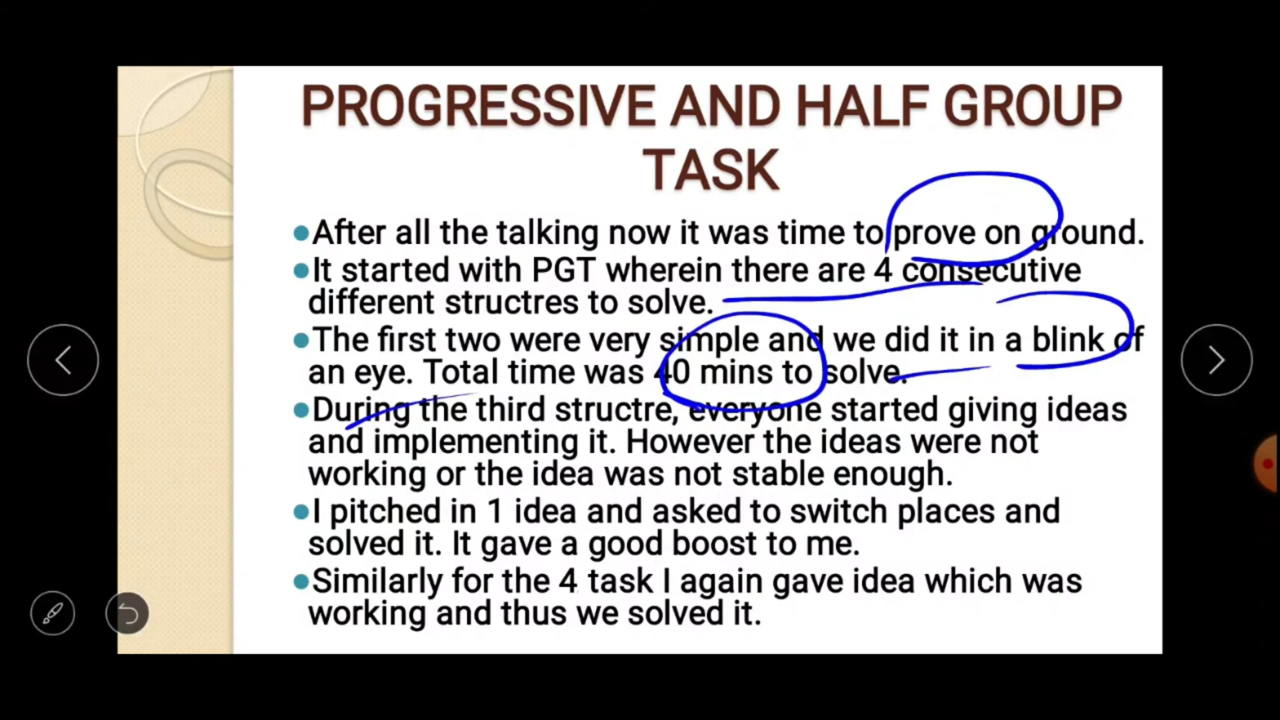 PROGRESSIVE AND HALF GROUP
TASK
•After all the talking now it was time to prove on ground.
•It started with PGT wherein there are 4 consecutive
different structres to solve.
•The first two were very simple and we did it in a blink of
an eye. Total time was 40 mins to solve.
•During the third structre, everyone started giving ideas
and implementing it. However the ideas were not
working or the idea was not stable enough.
•I pitched in 1 idea and asked to switch places and
solved it. It gave a good boost to me.
•Similarly for the 4 task I again gave idea which was
working and thus we solved it.